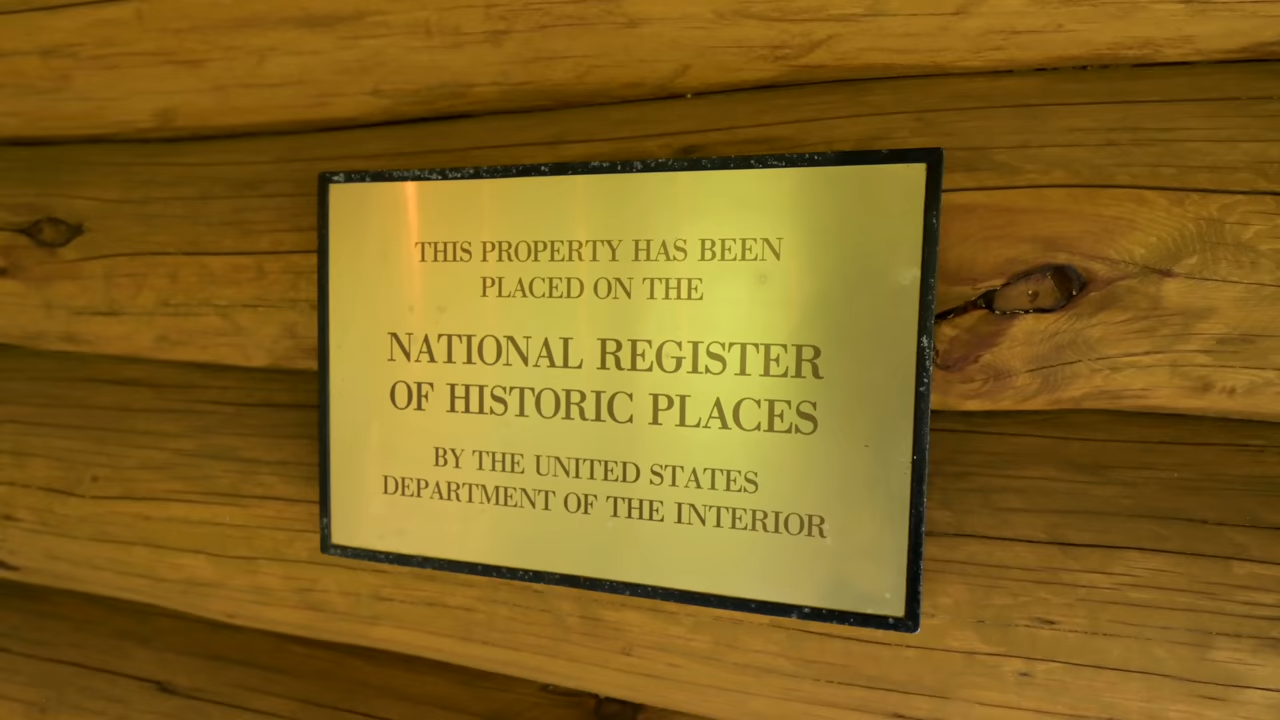 THIS PROPERTY HAS BEEN
PLACED ON THE
NATIONAL REGISTER
OF HISTORIC PLACES
BY THE UNITED STATES
DEPARTMENT OF THE INTERIOR